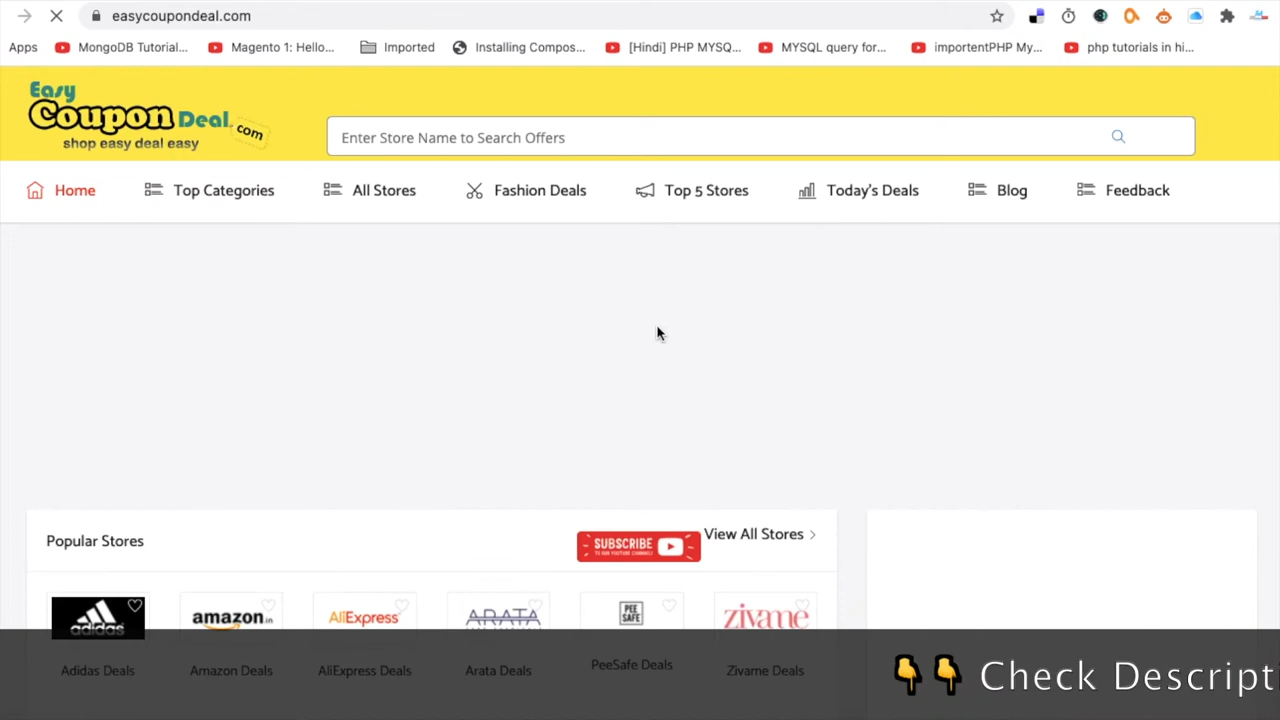 easycoupondeal.com
Apps MongoDB Tutorial... Magento 1: Hello... Imported Installing Compos... [Hindi] PHP MYSQ... MYSQL query for... importentPHP My... php tutorials in hi...
Easy
Coupon Deal.com
shop easy deal easy
Enter Store Name to Search Offers
Home Top Categories All Stores Fashion Deals Top 5 Stores Today's Deals Blog Feedback
Popular Stores
SUBSCRIBE
TO OUR YOUTUBE CHANNEL
View All Stores
adidas amazon.in AliExpress ARATA PEE SAFE zivame
Adidas Deals Amazon Deals AliExpress Deals Arata Deals PeeSafe Deals Zivame Deals
👇👇 Check Descript